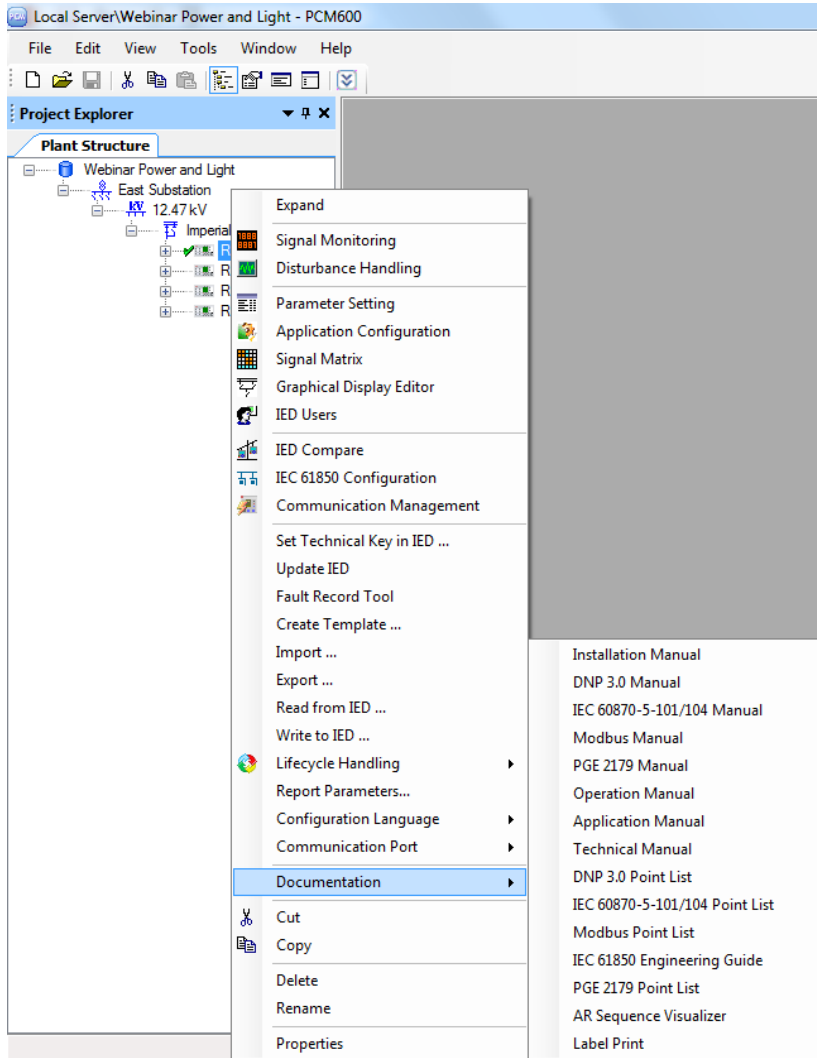 Local Server\Webinar Power and Light - PCM600
File Edit View Tools Window Help
Project Explorer
Plant Structure
Webinar Power and Light
East Substation
12.47 kV
Imperial
R
R
R
R
Expand
Signal Monitoring
Disturbance Handling
Parameter Setting
Application Configuration
Signal Matrix
Graphical Display Editor
IED Users
IED Compare
IEC 61850 Configuration
Communication Management
Set Technical Key in IED ...
Update IED
Fault Record Tool
Create Template ...
Import ...
Export ...
Read from IED ...
Write to IED ...
Lifecycle Handling
Report Parameters...
Configuration Language
Communication Port
Documentation
Cut
Copy
Delete
Rename
Properties
Installation Manual
DNP 3.0 Manual
IEC 60870-5-101/104 Manual
Modbus Manual
PGE 2179 Manual
Operation Manual
Application Manual
Technical Manual
DNP 3.0 Point List
IEC 60870-5-101/104 Point List
Modbus Point List
IEC 61850 Engineering Guide
PGE 2179 Point List
AR Sequence Visualizer
Label Print